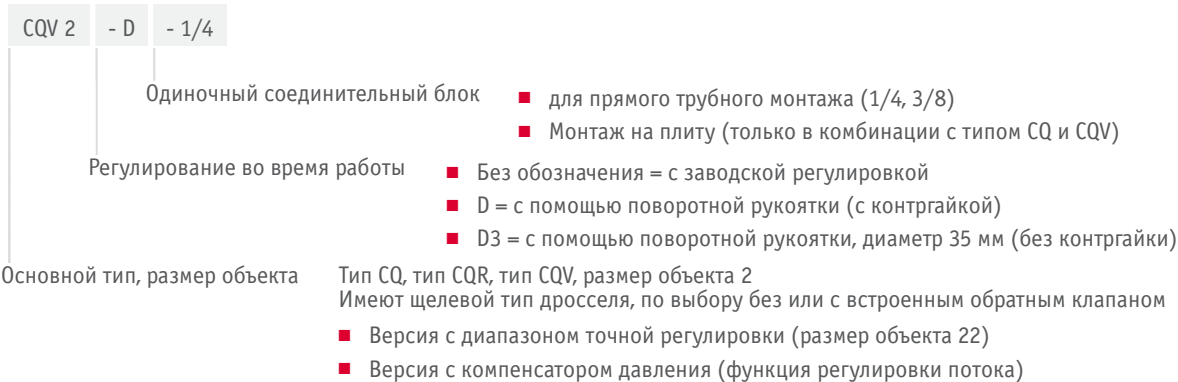 CQV 2 - D - 1/4
Одиночный соединительный блок
для прямого трубного монтажа (1/4, 3/8)
Монтаж на плиту (только в комбинации с типом CQ и CQV)
Регулирование во время работы
Без обозначения = с заводской регулировкой
D = с помощью поворотной рукоятки (с контргайкой)
D3 = с помощью поворотной рукоятки, диаметр 35 мм (без контргайки)
Основной тип, размер объекта
Тип CQ, тип CQR, тип CQV, размер объекта 2
Имеют щелевой тип дросселя, по выбору без или с встроенным обратным клапаном
Версия с диапазоном точной регулировки (размер объекта 22)
Версия с компенсатором давления (функция регулировки потока)